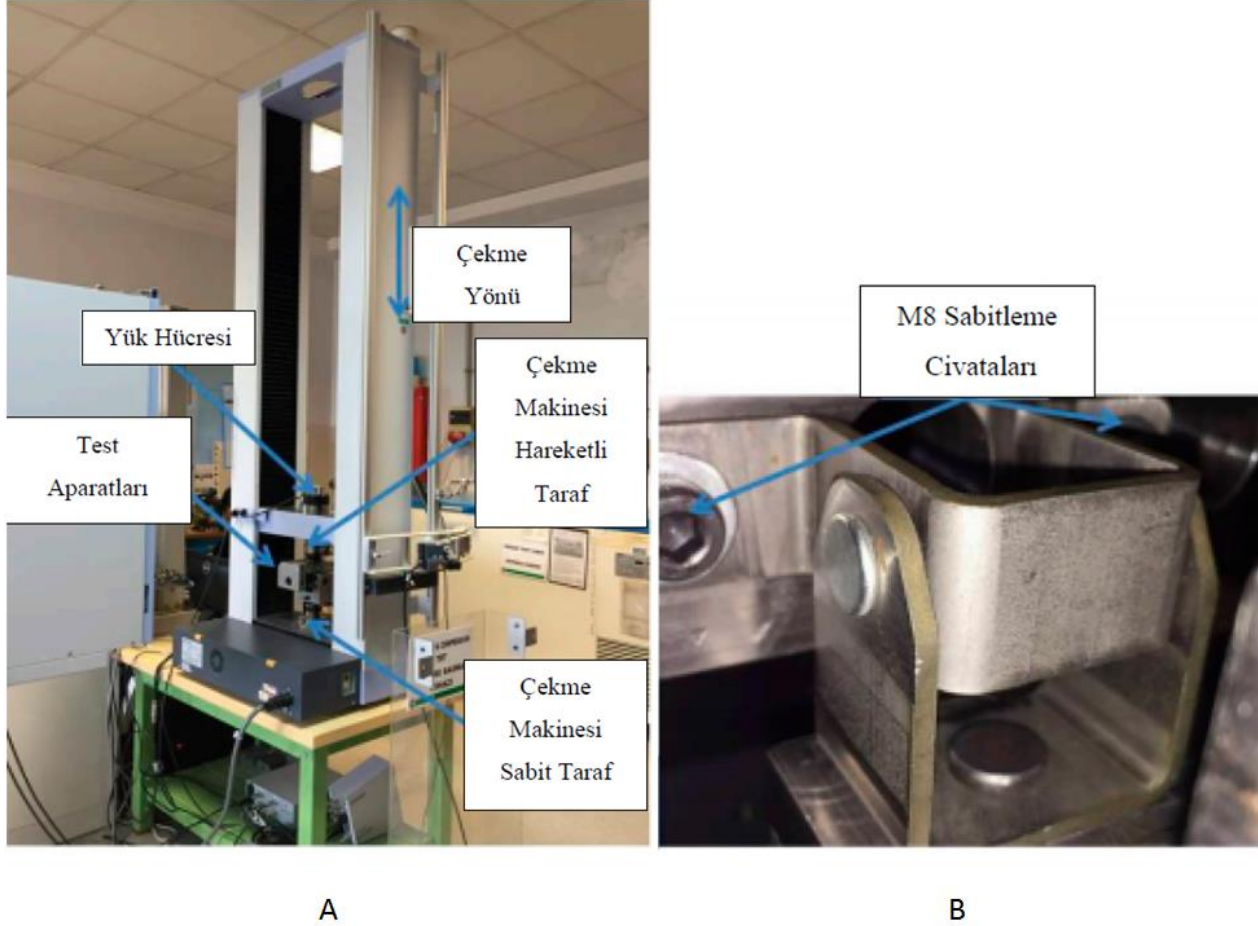 Çekme
Yönü
Yük Hücresi
Çekme
Makinesi
Hareketli
Taraf
Test
Aparatları
Çekme
Makinesi
Sabit Taraf
M8 Sabitleme
Civataları
A
B